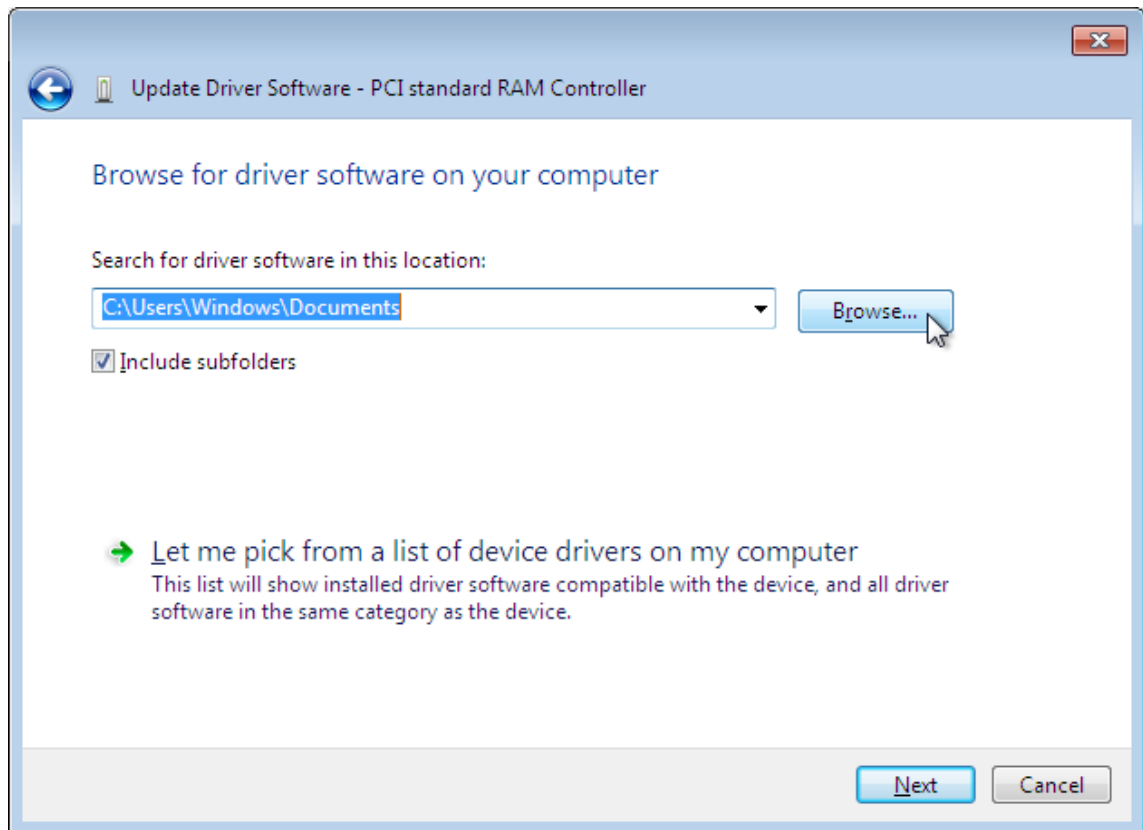 Update Driver Software - PCI standard RAM Controller
Browse for driver software on your computer
Search for driver software in this location:
C:\Users\Windows\Documents
Browse...
Include subfolders
Let me pick from a list of device drivers on my computer
This list will show installed driver software compatible with the device, and all driver
software in the same category as the device.
Next
Cancel